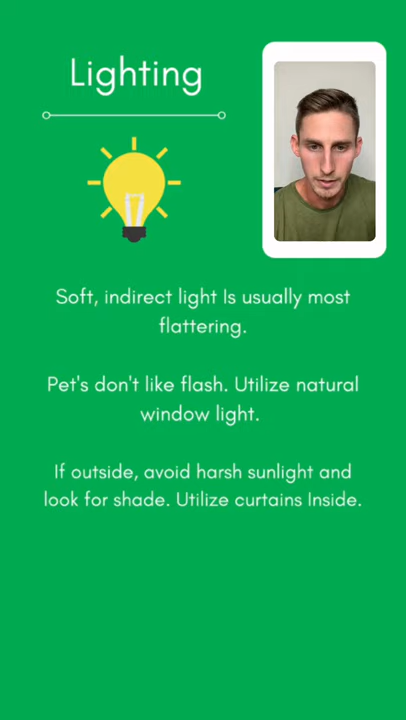 Lighting
Soft, indirect light Is usually most
flattering.
Pet's don't like flash. Utilize natural
window light.
If outside, avoid harsh sunlight and
look for shade. Utilize curtains Inside.